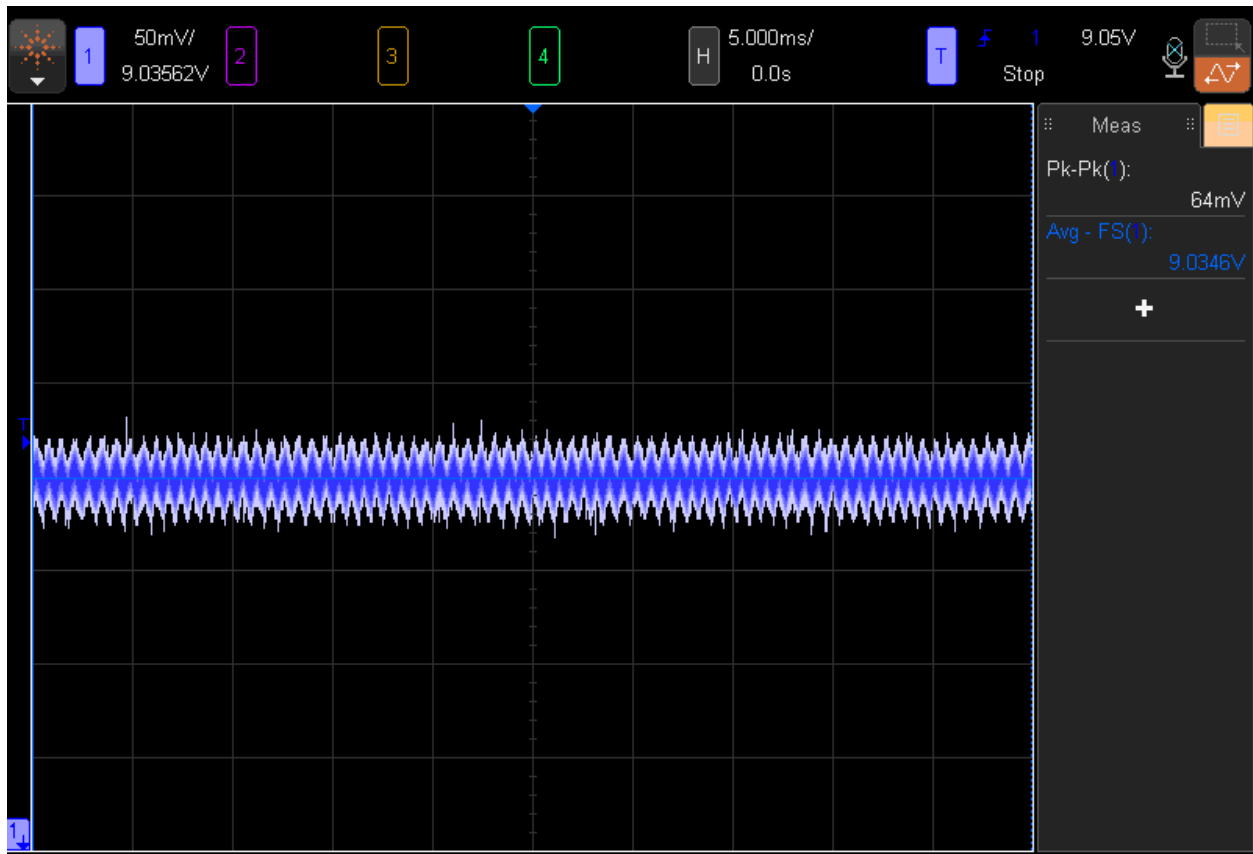 1
50mV/
9.03562V
2
3
4
H
5.000ms/
0.0s
T
1
9.05V
Stop
Meas
Pk-Pk(1):
64mV
Avg - FS(1):
9.0346V
T
1